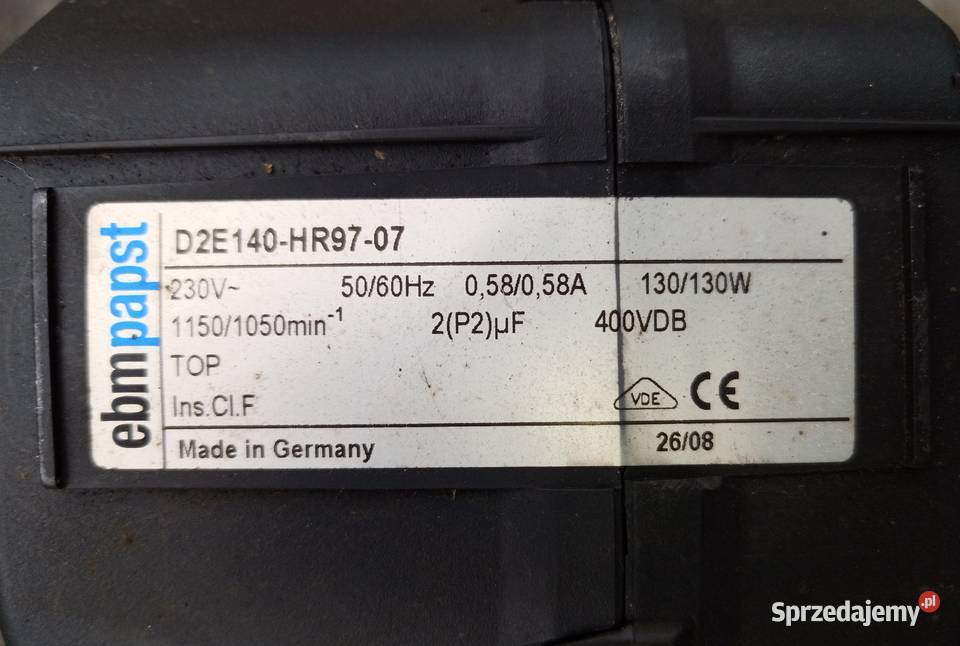 ebmpapst
D2E140-HR97-07
230V~ 50/60Hz 0,58/0,58A 130/130W
1150/1050min⁻¹ 2(P2)µF 400VDB
TOP
Ins.Cl.F
VDE CE
Made in Germany 26/08
Sprzedajemy.pl